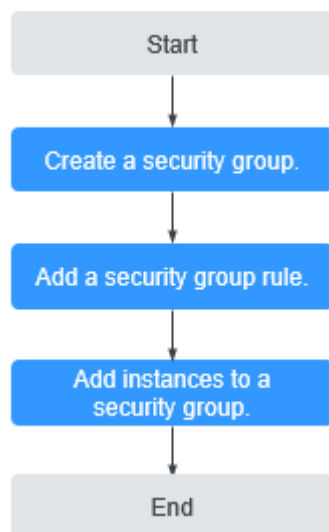 Start
Create a security group.
Add a security group rule.
Add instances to a
security group.
End